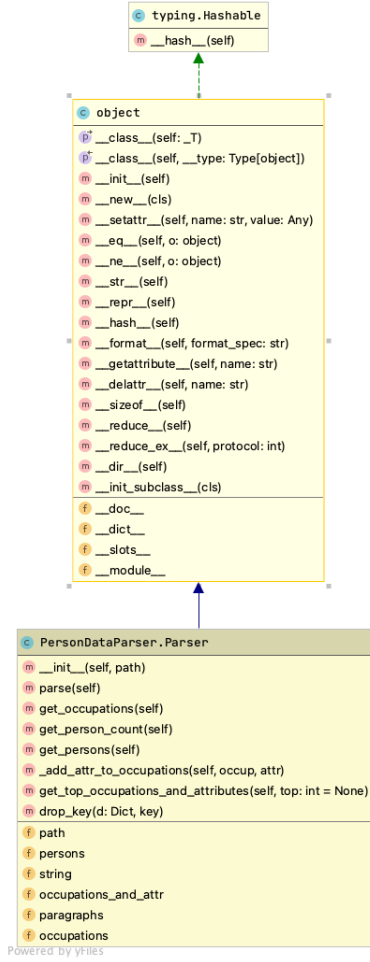 typing.Hashable
__hash__(self)
object
__class__(self: _T)
__class__(self, __type: Type[object])
__init__(self)
__new__(cls)
__setattr__(self, name: str, value: Any)
__eq__(self, o: object)
__ne__(self, o: object)
__str__(self)
__repr__(self)
__hash__(self)
__format__(self, format_spec: str)
__getattribute__(self, name: str)
__delattr__(self, name: str)
__sizeof__(self)
__reduce__(self)
__reduce_ex__(self, protocol: int)
__dir__(self)
__init_subclass__(cls)
__doc__
__dict__
__slots__
__module__
PersonDataParser.Parser
__init__(self, path)
parse(self)
get_occupations(self)
get_person_count(self)
get_persons(self)
_add_attr_to_occupations(self, occup, attr)
get_top_occupations_and_attributes(self, top: int = None)
drop_key(d: Dict, key)
path
persons
string
occupations_and_attr
paragraphs
occupations
Powered by yFiles